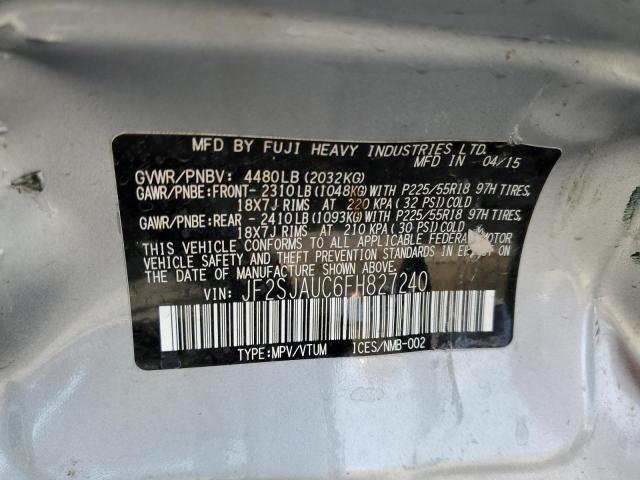 MFD BY FUJI HEAVY INDUSTRIES LTD.
MFD IN 04/15
GVWR/PNBV: 4480LB (2032KG)
GAWR/PNBE:FRONT- 2310LB(1048KG)WITH P225/55R18 97H TIRES,
18X7J RIMS AT 220 KPA (32 PSI)COLD
GAWR/PNBE:REAR - 2410LB(1093KG)WITH P225/55R18 97H TIRES,
18X7J RIMS AT 210 KPA (30 PSI)COLD
THIS VEHICLE CONFORMS TO ALL APPLICABLE FEDERAL MOTOR
VEHICLE SAFETY AND BUMPER STANDARDS IN EFFECT ON
THE DATE OF MANUFACTURE SHOWN ABOVE.
VIN: JF2SJAUC6FH827240
TYPE:MPV/VTUM ICES/NMB-002